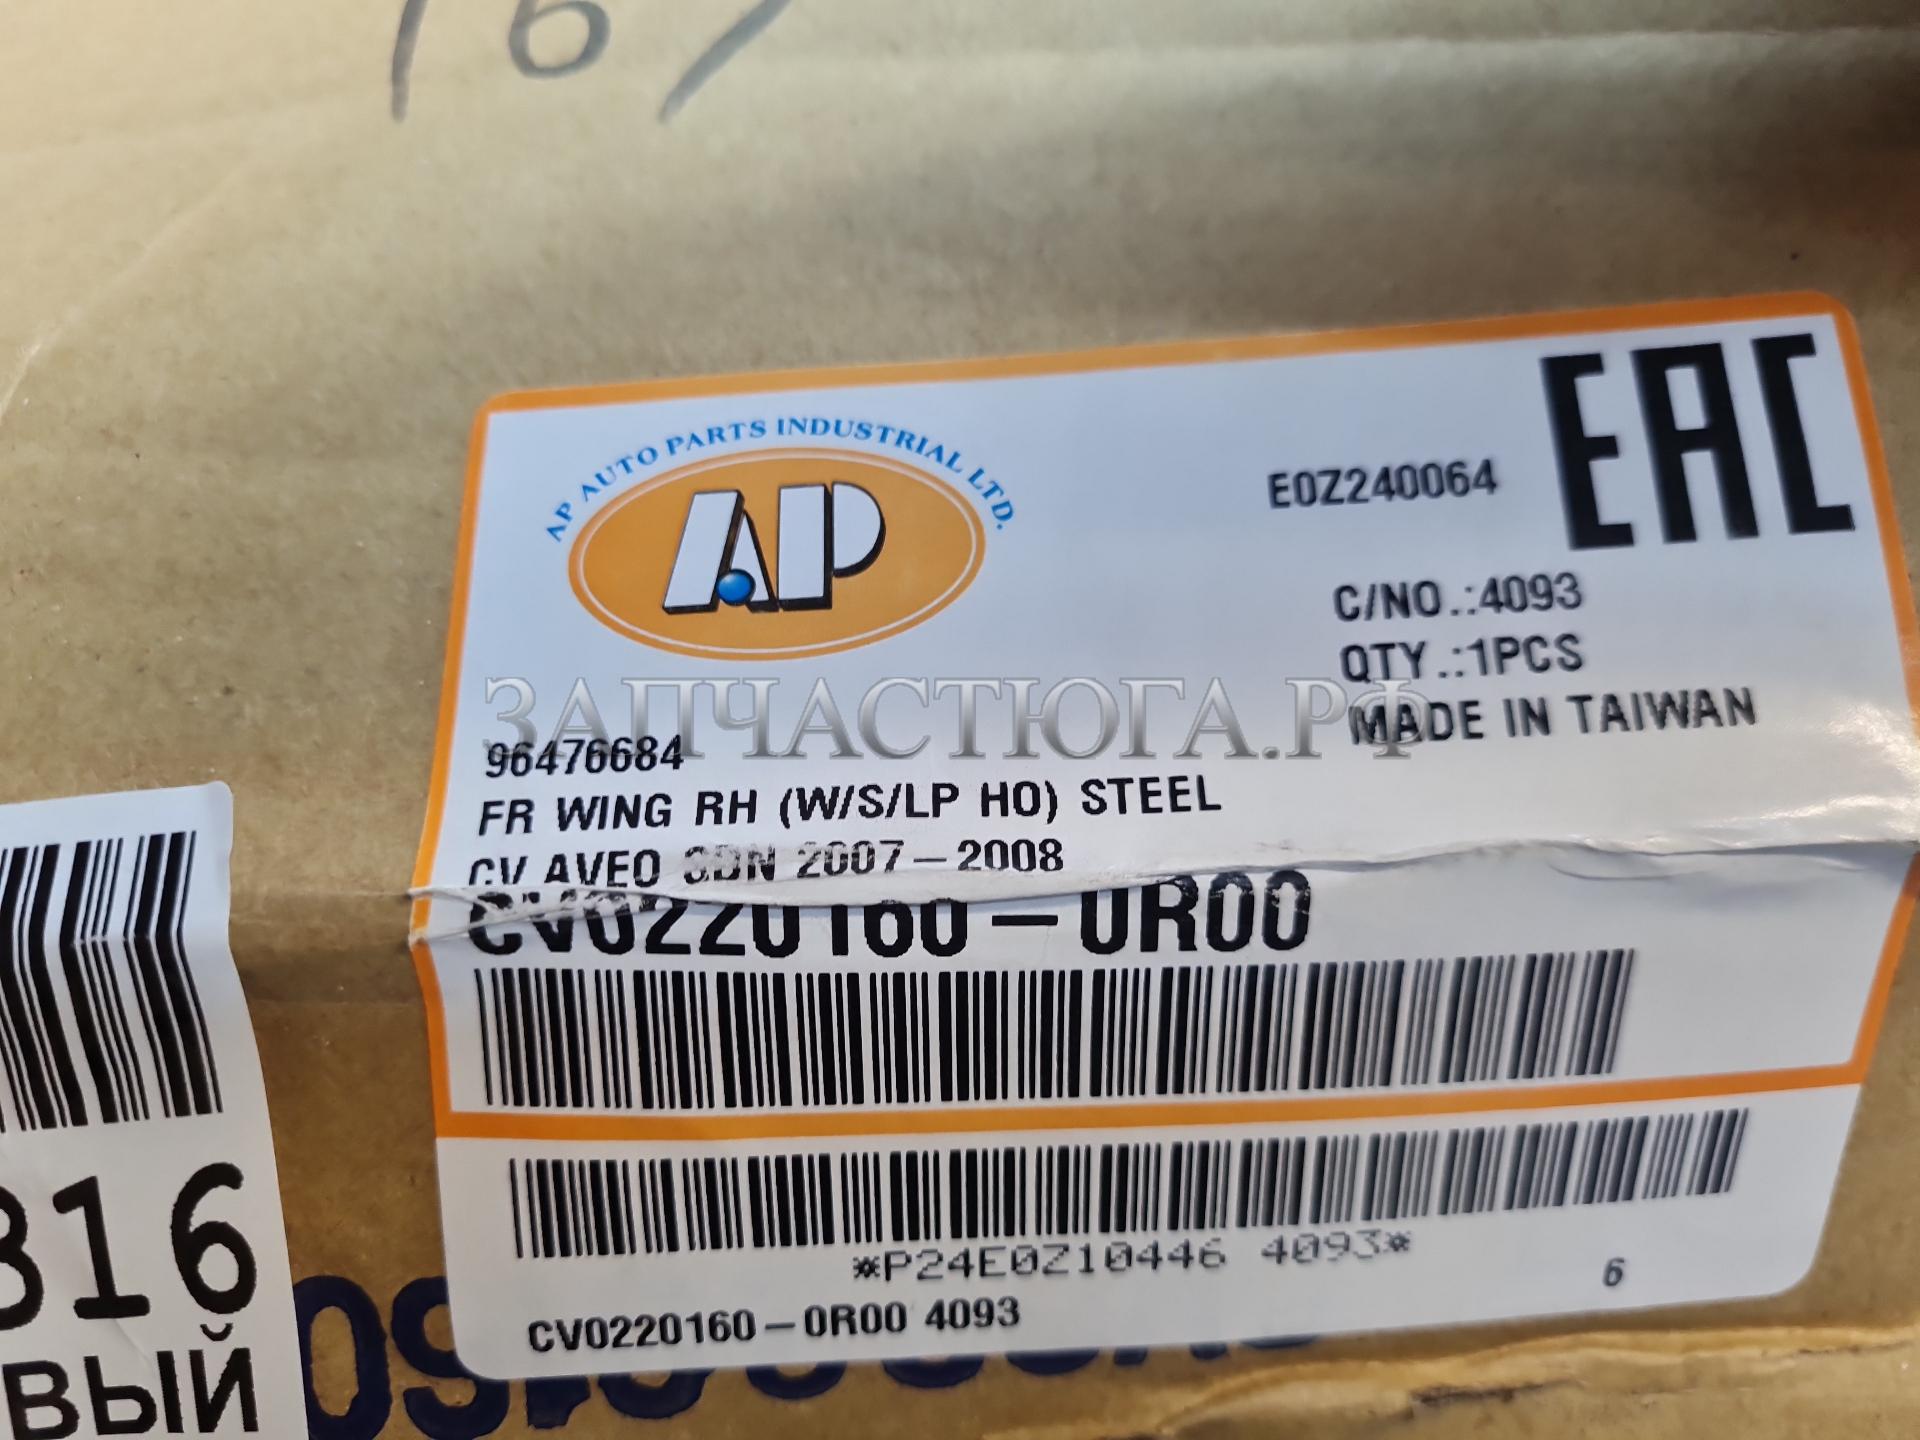 167
AP AUTO PARTS INDUSTRIAL LTD.
AP
E0Z240064
EAC
C/NO.:4093
QTY.:1PCS
MADE IN TAIWAN
ЗАПЧАСТЮГА.РФ
96476684
FR WING RH (W/S/LP HO) STEEL
CV AVEO SDN 2007-2008
CV0220160-0R00
*P24E0Z10446 4093*
6
CV0220160-0R00 4093
816
ВЫЙ